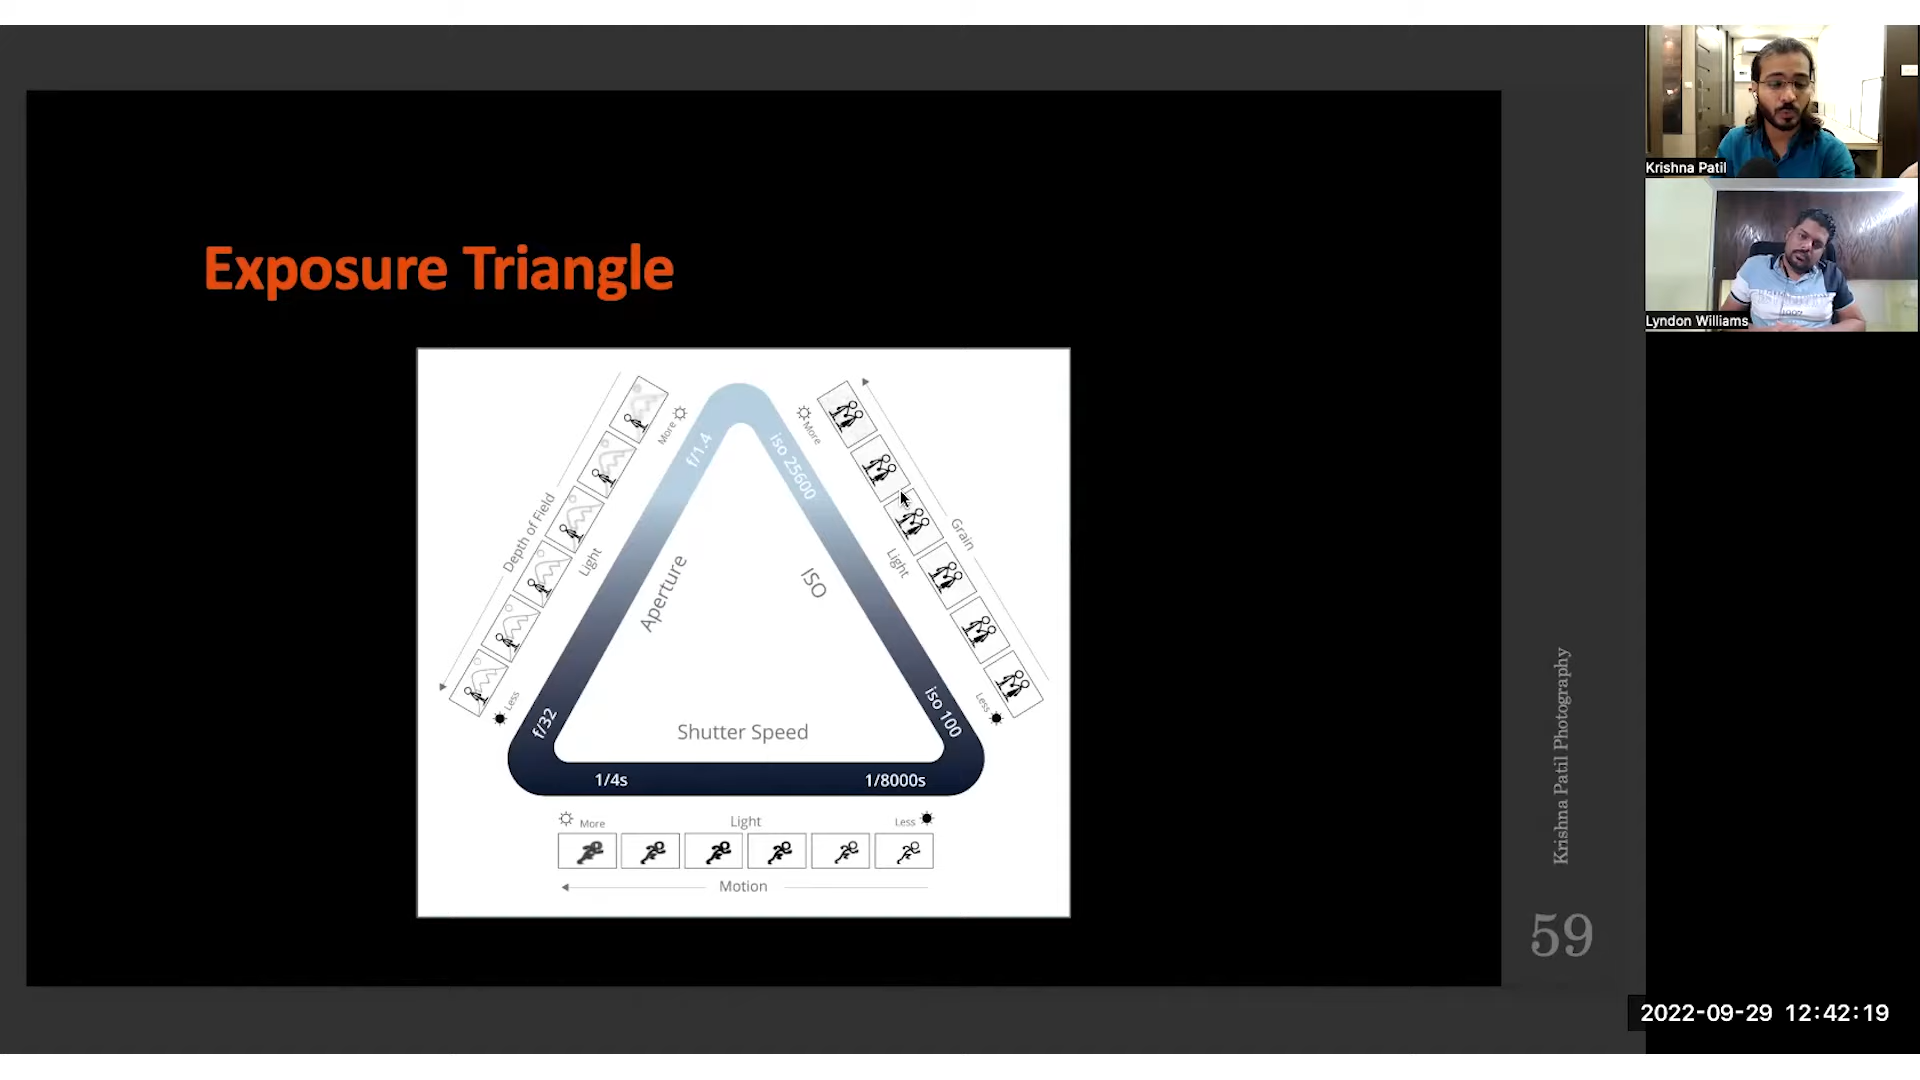 Krishna Patil
Lyndon Williams
Exposure Triangle
More
f/1.4
iso 25600
More
Depth of Field
Light
Aperture
ISO
Light
Grain
Less
f/32
iso 100
Less
Shutter Speed
1/4s
1/8000s
More
Light
Less
Motion
Krishna Patil Photography
59
2022-09-29 12:42:19